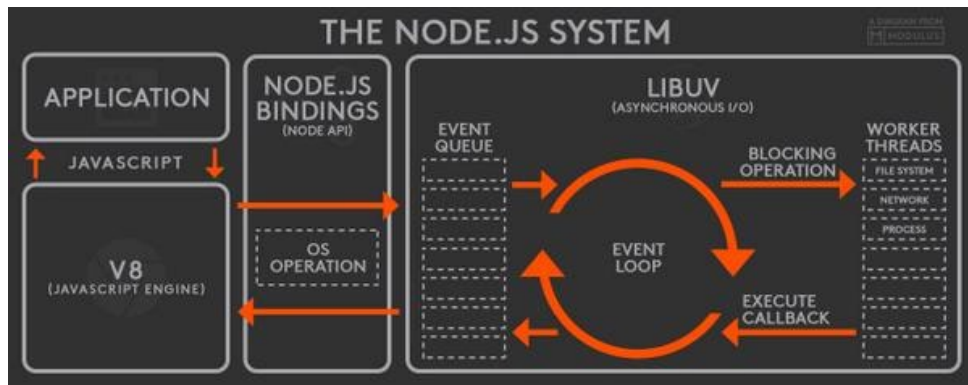 THE NODE.JS SYSTEM
A DIAGRAM FROM
MODULUS
APPLICATION
JAVASCRIPT
V8
(JAVASCRIPT ENGINE)
NODE.JS
BINDINGS
(NODE API)
OS
OPERATION
LIBUV
(ASYNCHRONOUS I/O)
EVENT
QUEUE
EVENT
LOOP
BLOCKING
OPERATION
EXECUTE
CALLBACK
WORKER
THREADS
FILE SYSTEM
NETWORK
PROCESS